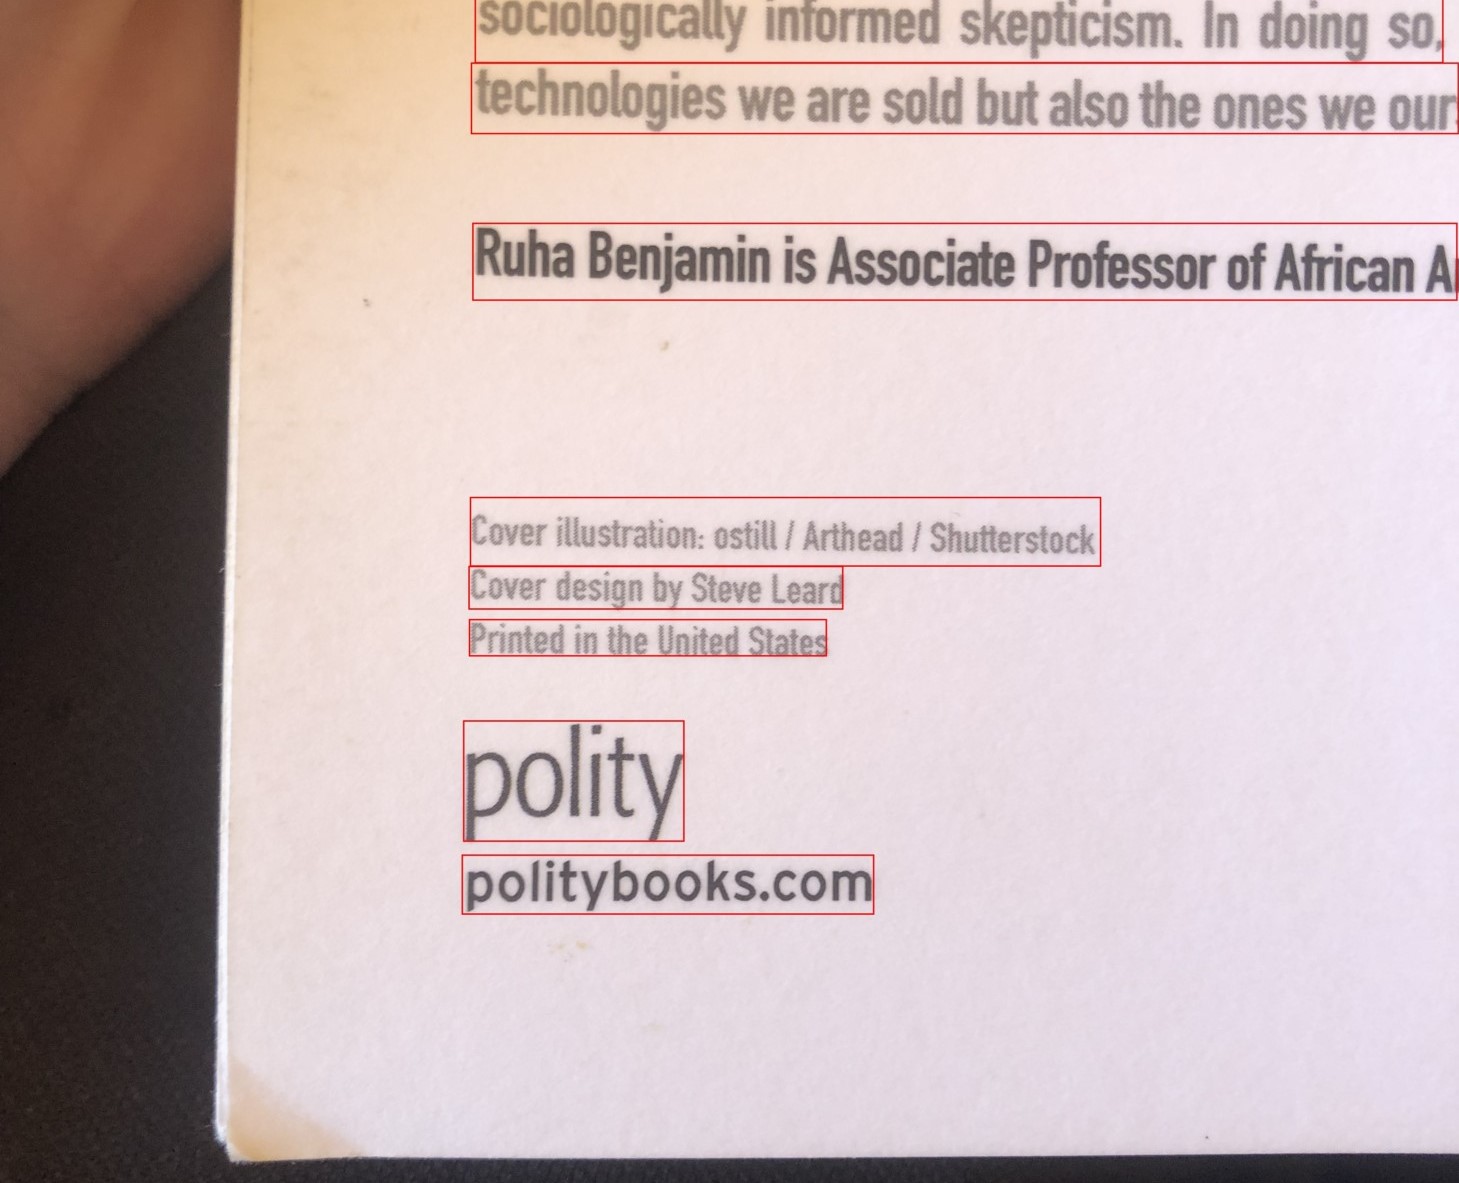 sociologically informed skepticism. In doing so,
technologies we are sold but also the ones we our
Ruha Benjamin is Associate Professor of African A
Cover illustration: ostill / Arthead / Shutterstock
Cover design by Steve Leard
Printed in the United States
polity
politybooks.com